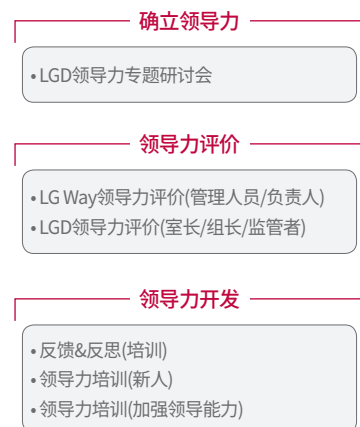 确立领导力
• LGD领导力专题研讨会
领导力评价
• LG Way领导力评价(管理人员/负责人)
• LGD领导力评价(室长/组长/监管者)
领导力开发
• 反馈&反思(培训)
• 领导力培训(新人)
• 领导力培训(加强领导能力)